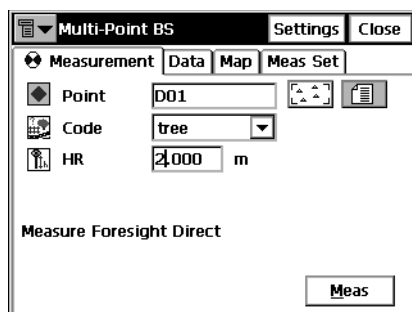 Multi-Point BS Settings Close
Measurement Data Map Meas Set
Point D01
Code tree
HR 2.000 m
Measure Foresight Direct
Meas